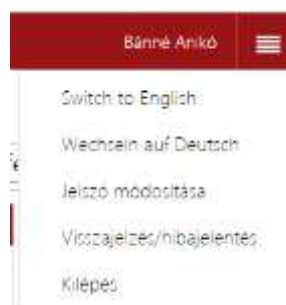 Bánné Anikó
Switch to English
Wechseln auf Deutsch
Jelszó módosítása
Visszajelzés/hibajelentés
Kilépés